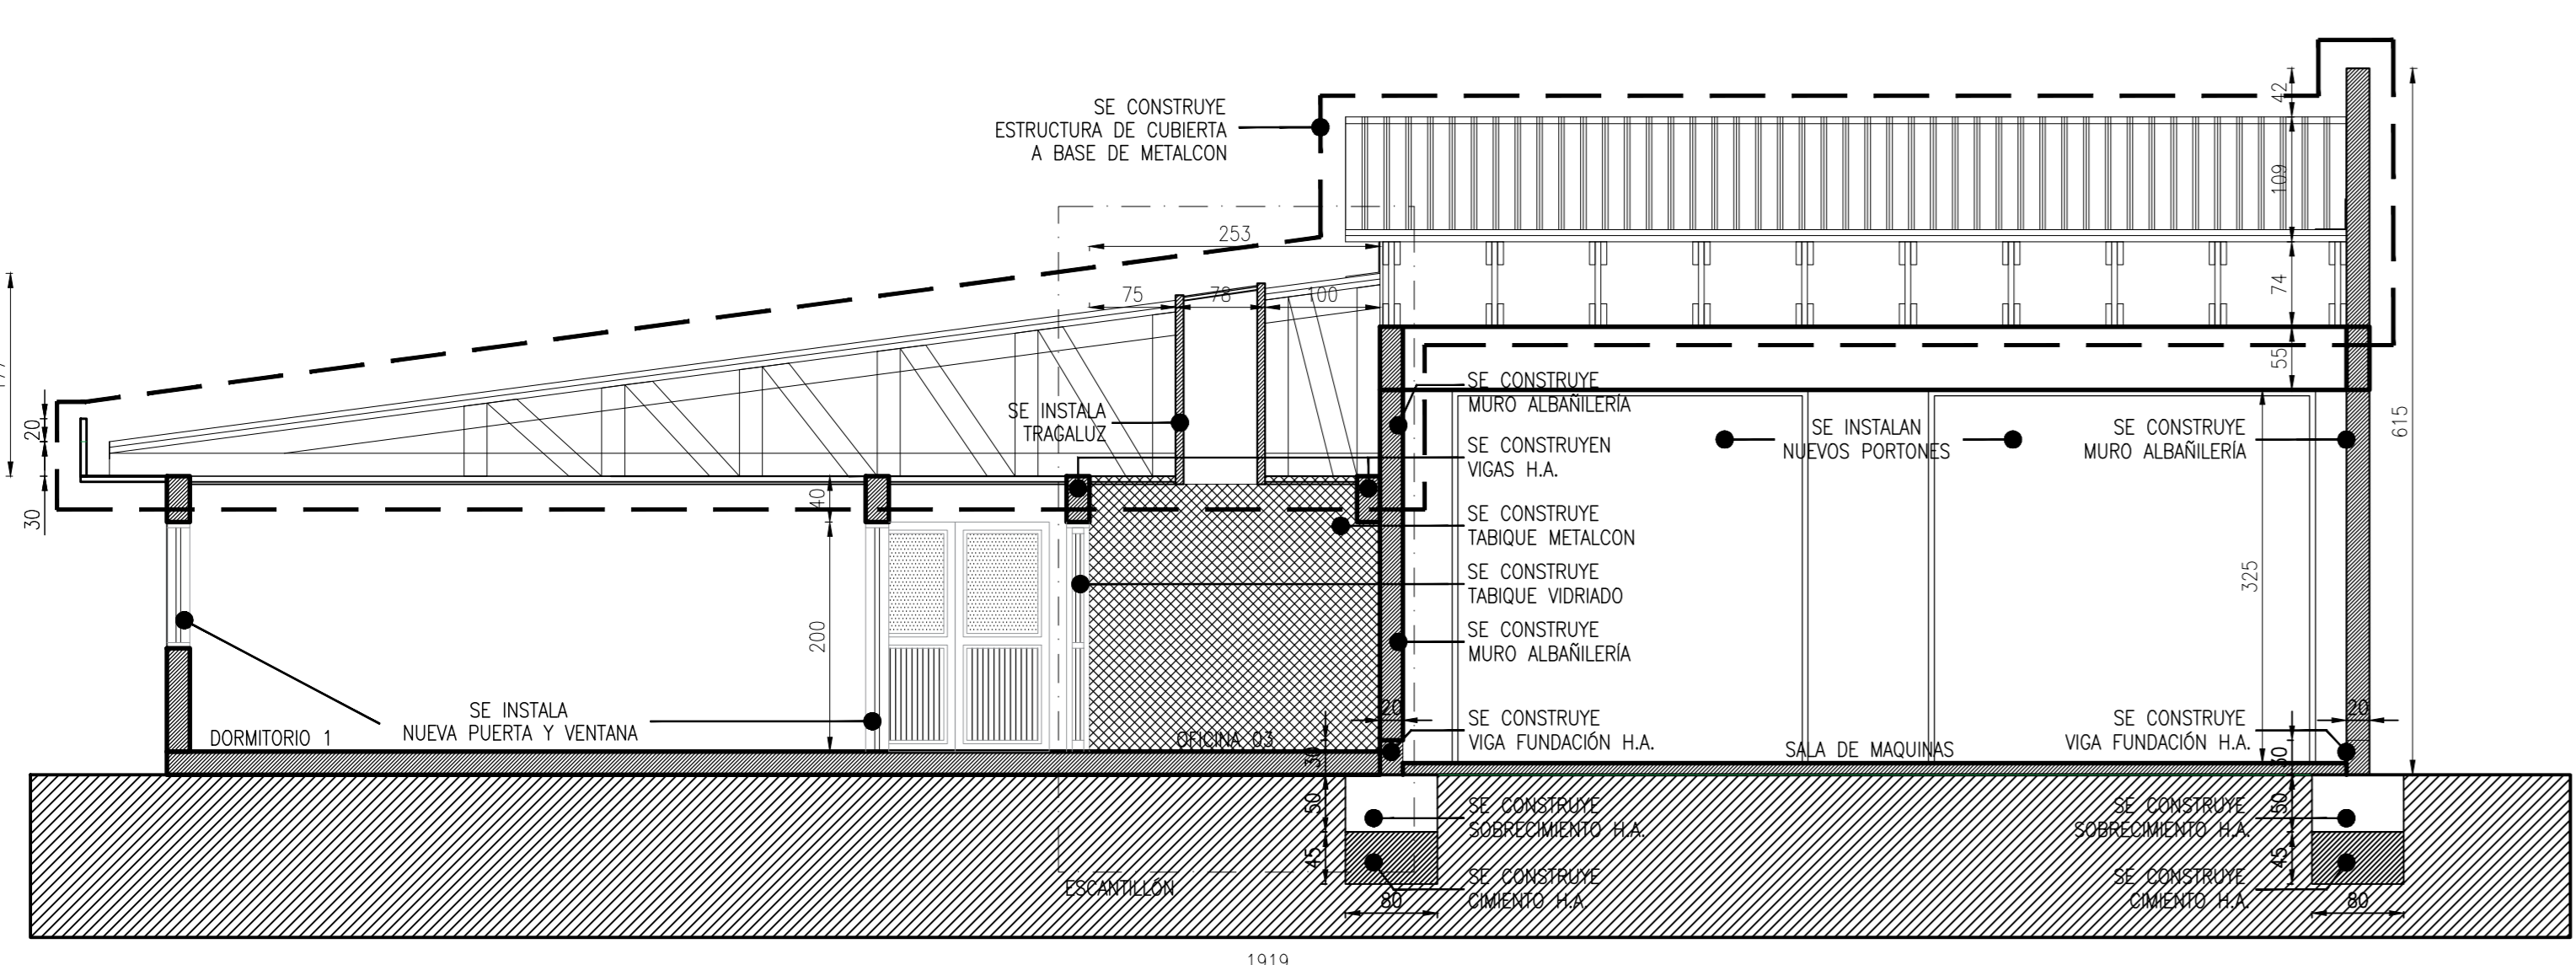 SE CONSTRUYE
ESTRUCTURA DE CUBIERTA
A BASE DE METALCON
42
109
253
74
75
78
100
55
615
SE CONSTRUYE
MURO ALBAÑILERÍA
SE INSTALA
TRAGALUZ
SE CONSTRUYEN
VIGAS H.A.
SE INSTALAN
NUEVOS PORTONES
SE CONSTRUYE
MURO ALBAÑILERÍA
20
30
40
SE CONSTRUYE
TABIQUE METALCON
SE CONSTRUYE
TABIQUE VIDRIADO
325
200
SE CONSTRUYE
MURO ALBAÑILERÍA
SE INSTALA
NUEVA PUERTA Y VENTANA
DORMITORIO 1
OFICINA 03
20
20
SE CONSTRUYE
VIGA FUNDACIÓN H.A.
SALA DE MAQUINAS
SE CONSTRUYE
VIGA FUNDACIÓN H.A.
30
30
50
SE CONSTRUYE
SOBRECIMIENTO H.A.
SE CONSTRUYE
SOBRECIMIENTO H.A.
50
45
SE CONSTRUYE
CIMIENTO H.A.
SE CONSTRUYE
CIMIENTO H.A.
45
ESCANTILLÓN
80
80
1919